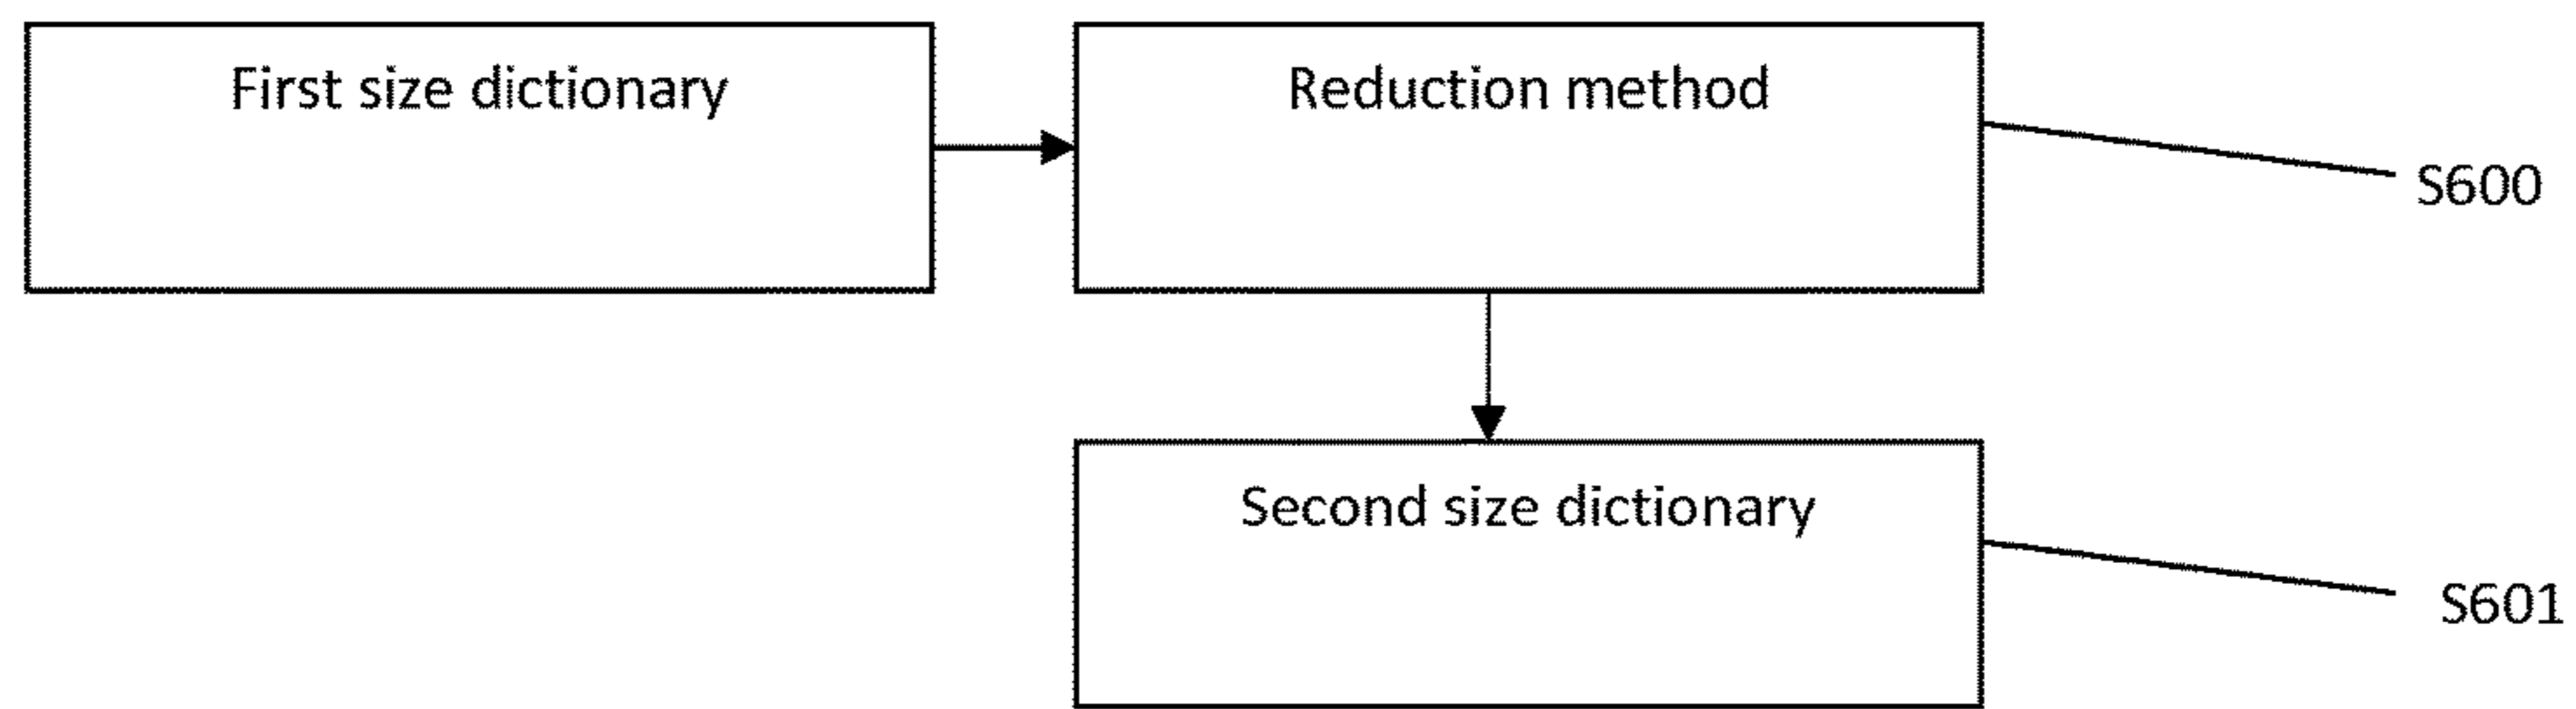 First size dictionary
Reduction method
S600
Second size dictionary
S601